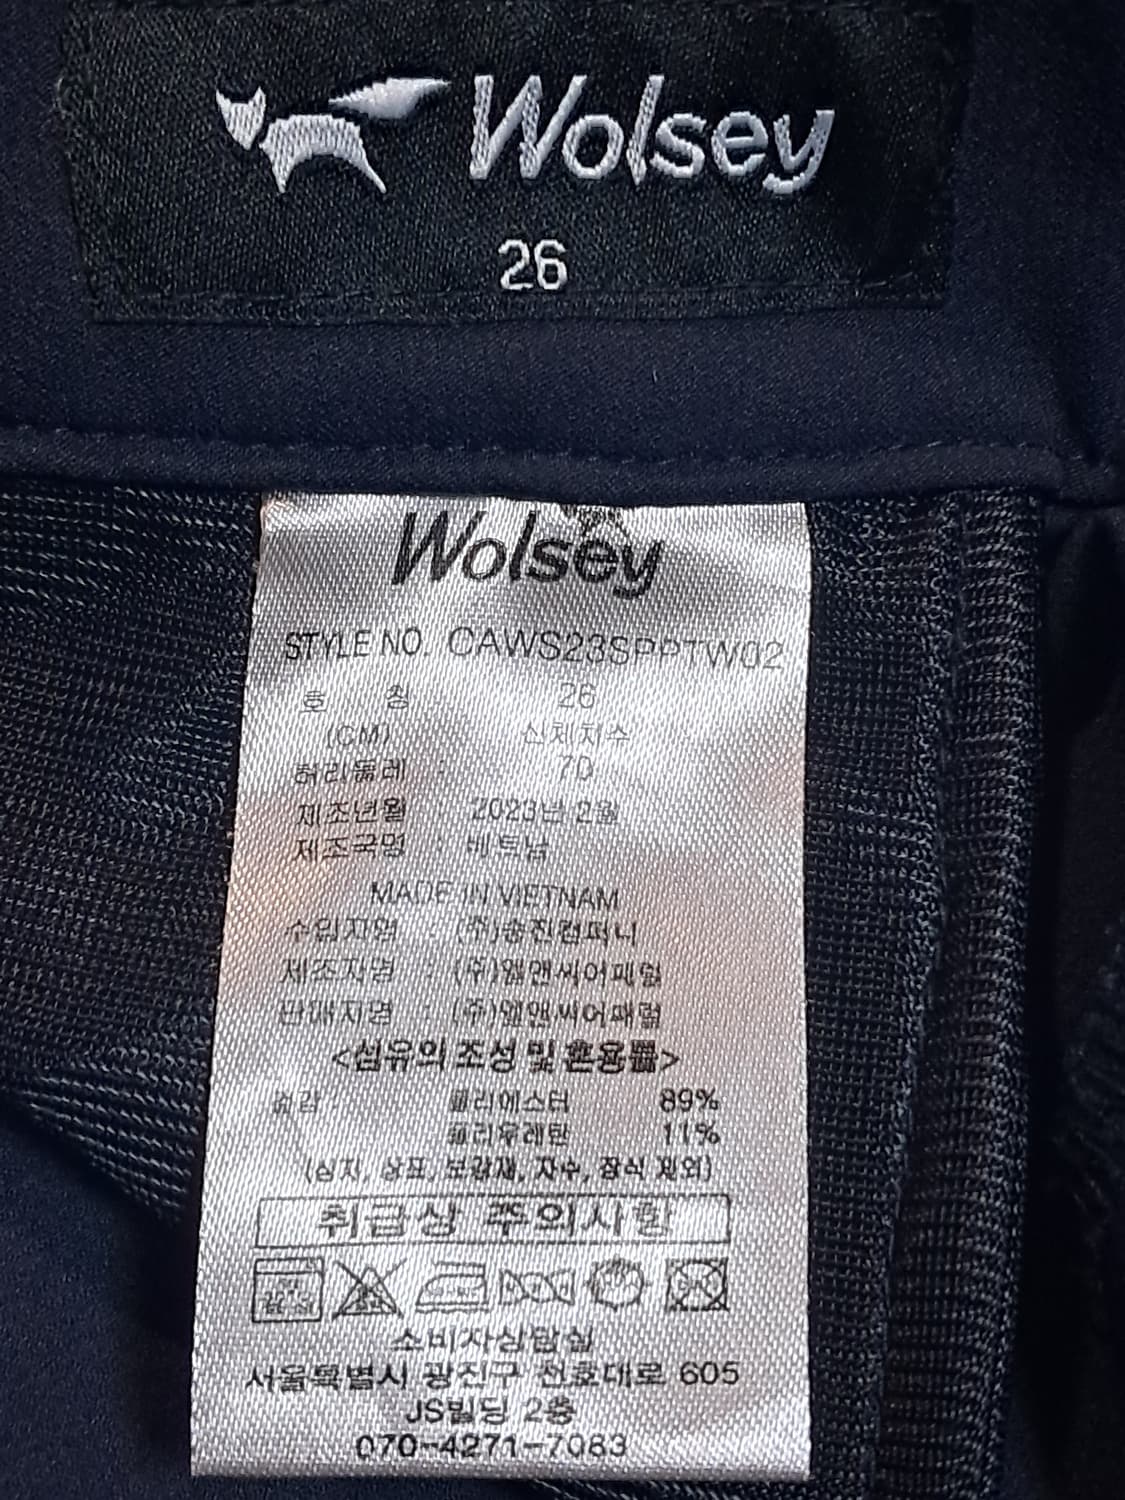 Wolsey
26
Wolsey
STYLE NO. CAWS23SPPTW02
호 칭 26
(CM) 신체치수
허리둘레 : 70
제조년월 : 2023년 2월
제조국명 : 베트남
MADE IN VIETNAM
수입자명 (주)송진컴퍼니
제조자명 : (주)엘앤씨어패럴
판매자명 : (주)엘앤씨어패럴
<섬유의 조성 및 혼용률>
겉감 : 폴리에스터 89%
폴리우레탄 11%
(심지, 상표, 보강재, 자수, 장식 제외)
취급상 주의사항
소비자상담실
서울특별시 광진구 천호대로 605
JS빌딩 2층
070-4271-7083